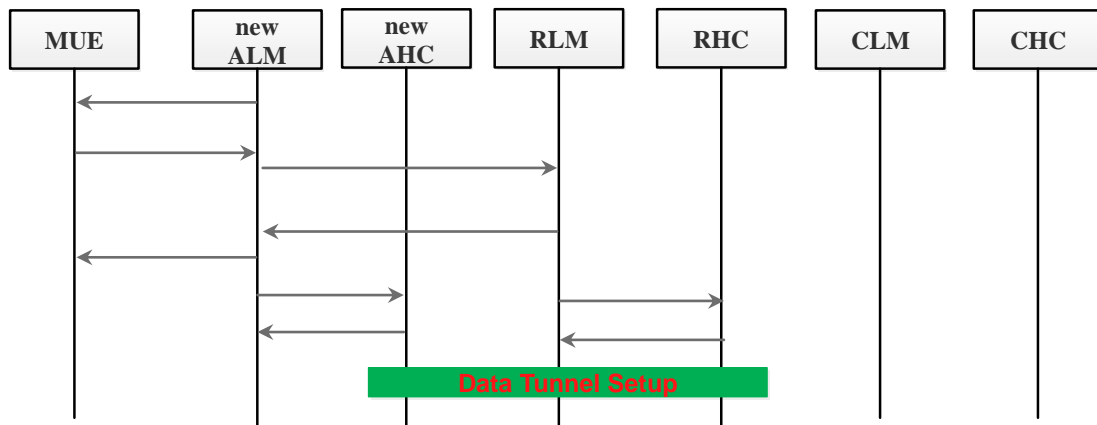 MUE
new
ALM
new
AHC
RLM
RHC
CLM
CHC
Data Tunnel Setup